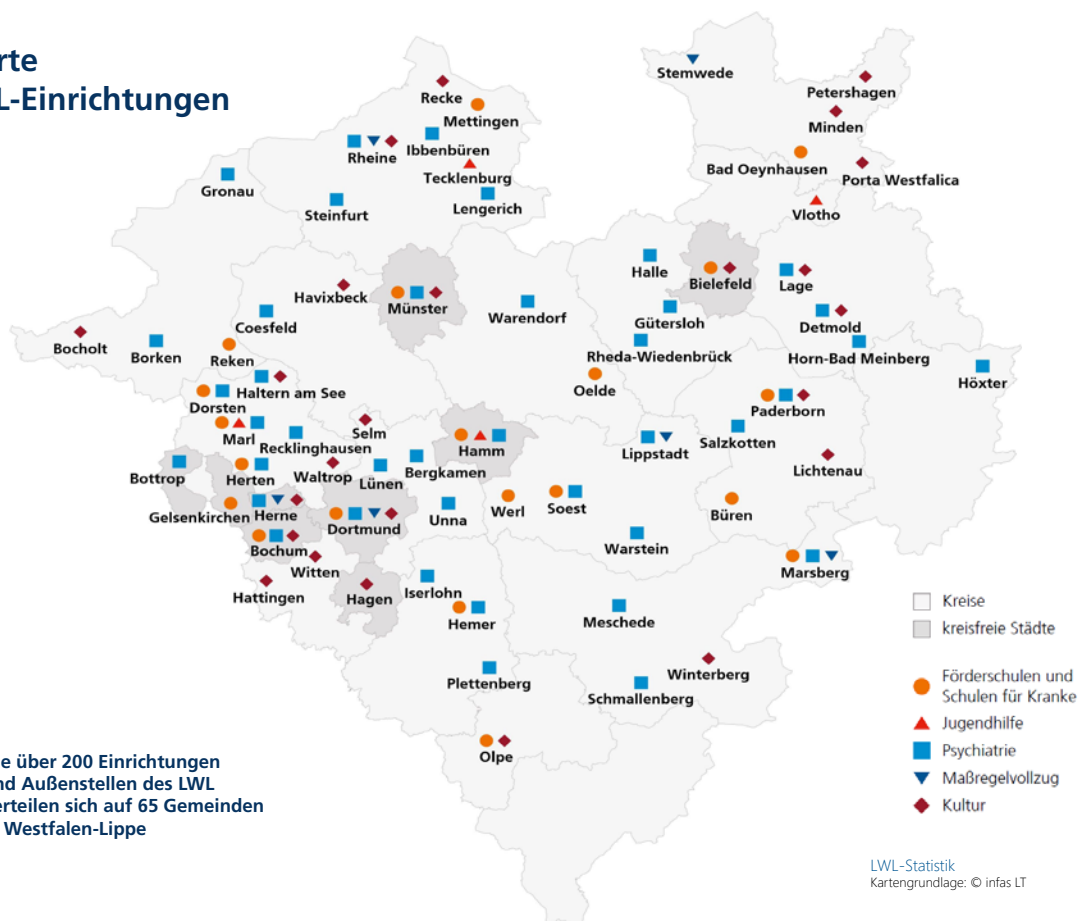 rte
L-Einrichtungen
Stemwede
Petershagen
Recke
Mettingen
Minden
Ibbenbüren
Rheine
Bad Oeynhausen
Tecklenburg
Porta Westfalica
Gronau
Lengerich
Steinfurt
Vlotho
Halle
Bielefeld
Lage
Havixbeck
Münster
Warendorf
Coesfeld
Gütersloh
Detmold
Bocholt
Borken
Reken
Rheda-Wiedenbrück
Horn-Bad Meinberg
Höxter
Oelde
Haltern am See
Dorsten
Paderborn
Marl
Selm
Recklinghausen
Hamm
Lippstadt
Salzkotten
Bergkamen
Lichtenau
Bottrop
Herten
Waltrop
Lünen
Gelsenkirchen
Herne
Dortmund
Unna
Werl
Soest
Büren
Bochum
Warstein
Witten
Marsberg
Hattingen
Hagen
Iserlohn
Hemer
Meschede
Plettenberg
Schmallenberg
Winterberg
Olpe
Kreise
kreisfreie Städte
Förderschulen und
Schulen für Kranke
Jugendhilfe
Psychiatrie
Maßregelvollzug
Kultur
e über 200 Einrichtungen
nd Außenstellen des LWL
erteilen sich auf 65 Gemeinden
Westfalen-Lippe
LWL-Statistik
Kartengrundlage: © infas LT